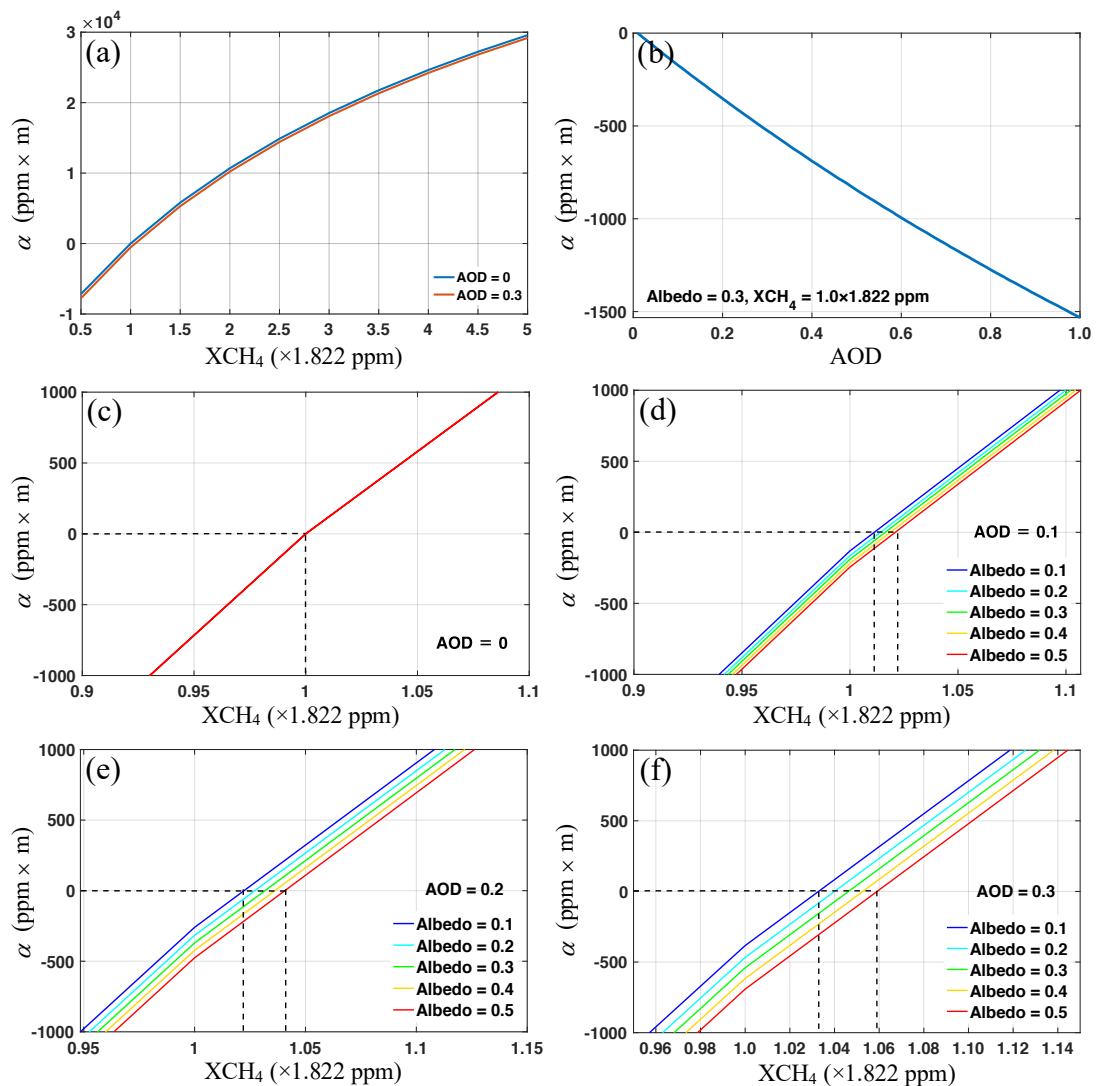 (a)
×10⁴
3
2
1
0
-1
α (ppm × m)
AOD = 0
AOD = 0.3
0.5 1 1.5 2 2.5 3 3.5 4 4.5 5
XCH₄ (×1.822 ppm)
(b)
0
-500
-1000
-1500
α (ppm × m)
Albedo = 0.3, XCH₄ = 1.0×1.822 ppm
0 0.2 0.4 0.6 0.8 1.0
AOD
(c)
1000
500
0
-500
-1000
α (ppm × m)
AOD = 0
0.9 0.95 1 1.05 1.1
XCH₄ (×1.822 ppm)
(d)
1000
500
0
-500
-1000
α (ppm × m)
AOD = 0.1
Albedo = 0.1
Albedo = 0.2
Albedo = 0.3
Albedo = 0.4
Albedo = 0.5
0.9 0.95 1 1.05 1.1
XCH₄ (×1.822 ppm)
(e)
1000
500
0
-500
-1000
α (ppm × m)
AOD = 0.2
Albedo = 0.1
Albedo = 0.2
Albedo = 0.3
Albedo = 0.4
Albedo = 0.5
0.95 1 1.05 1.1 1.15
XCH₄ (×1.822 ppm)
(f)
1000
500
0
-500
-1000
α (ppm × m)
AOD = 0.3
Albedo = 0.1
Albedo = 0.2
Albedo = 0.3
Albedo = 0.4
Albedo = 0.5
0.96 0.98 1.0 1.02 1.04 1.06 1.08 1.10 1.12 1.14
XCH₄ (×1.822 ppm)